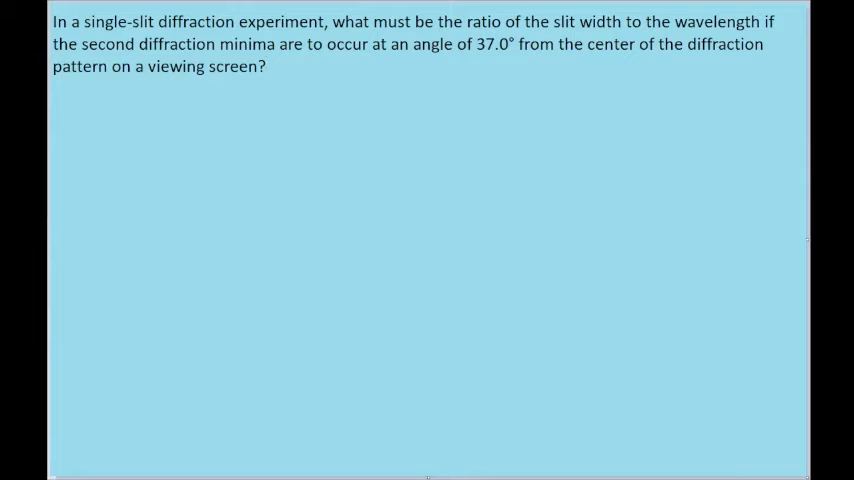 In a single-slit diffraction experiment, what must be the ratio of the slit width to the wavelength if
the second diffraction minima are to occur at an angle of 37.0° from the center of the diffraction
pattern on a viewing screen?